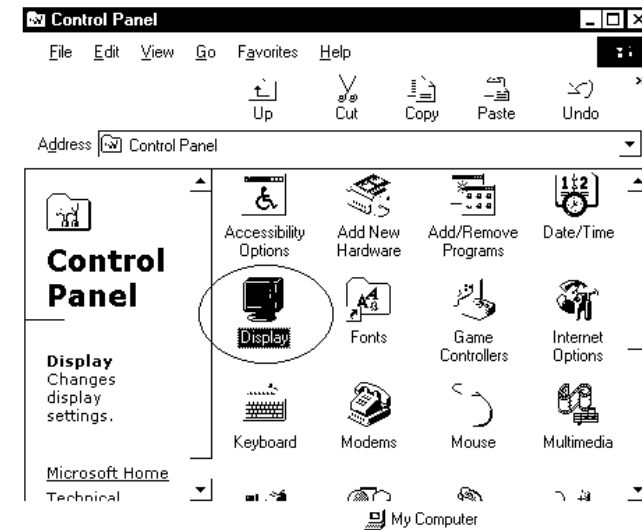 Control Panel
File Edit View Go Favorites Help
Up Cut Copy Paste Undo
Address Control Panel
Control
Panel
Display
Changes
display
settings.
Microsoft Home
Technical
Accessibility
Options
Add New
Hardware
Add/Remove
Programs
Date/Time
Display
Fonts
Game
Controllers
Internet
Options
Keyboard
Modems
Mouse
Multimedia
My Computer